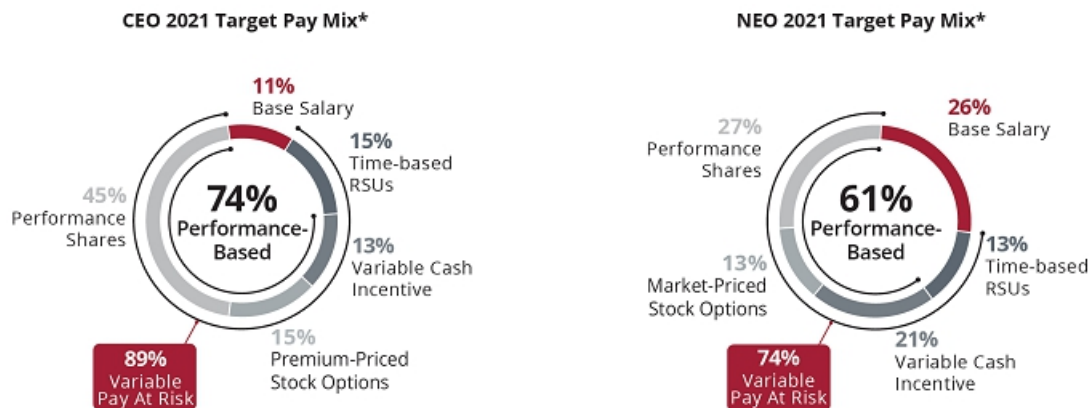 CEO 2021 Target Pay Mix*
11%
Base Salary
15%
Time-based
RSUs
45%
Performance
Shares
74%
Performance-
Based
13%
Variable Cash
Incentive
15%
Premium-Priced
Stock Options
89%
Variable
Pay At Risk
NEO 2021 Target Pay Mix*
26%
Base Salary
27%
Performance
Shares
61%
Performance-
Based
13%
Time-based
RSUs
13%
Market-Priced
Stock Options
21%
Variable Cash
Incentive
74%
Variable
Pay At Risk